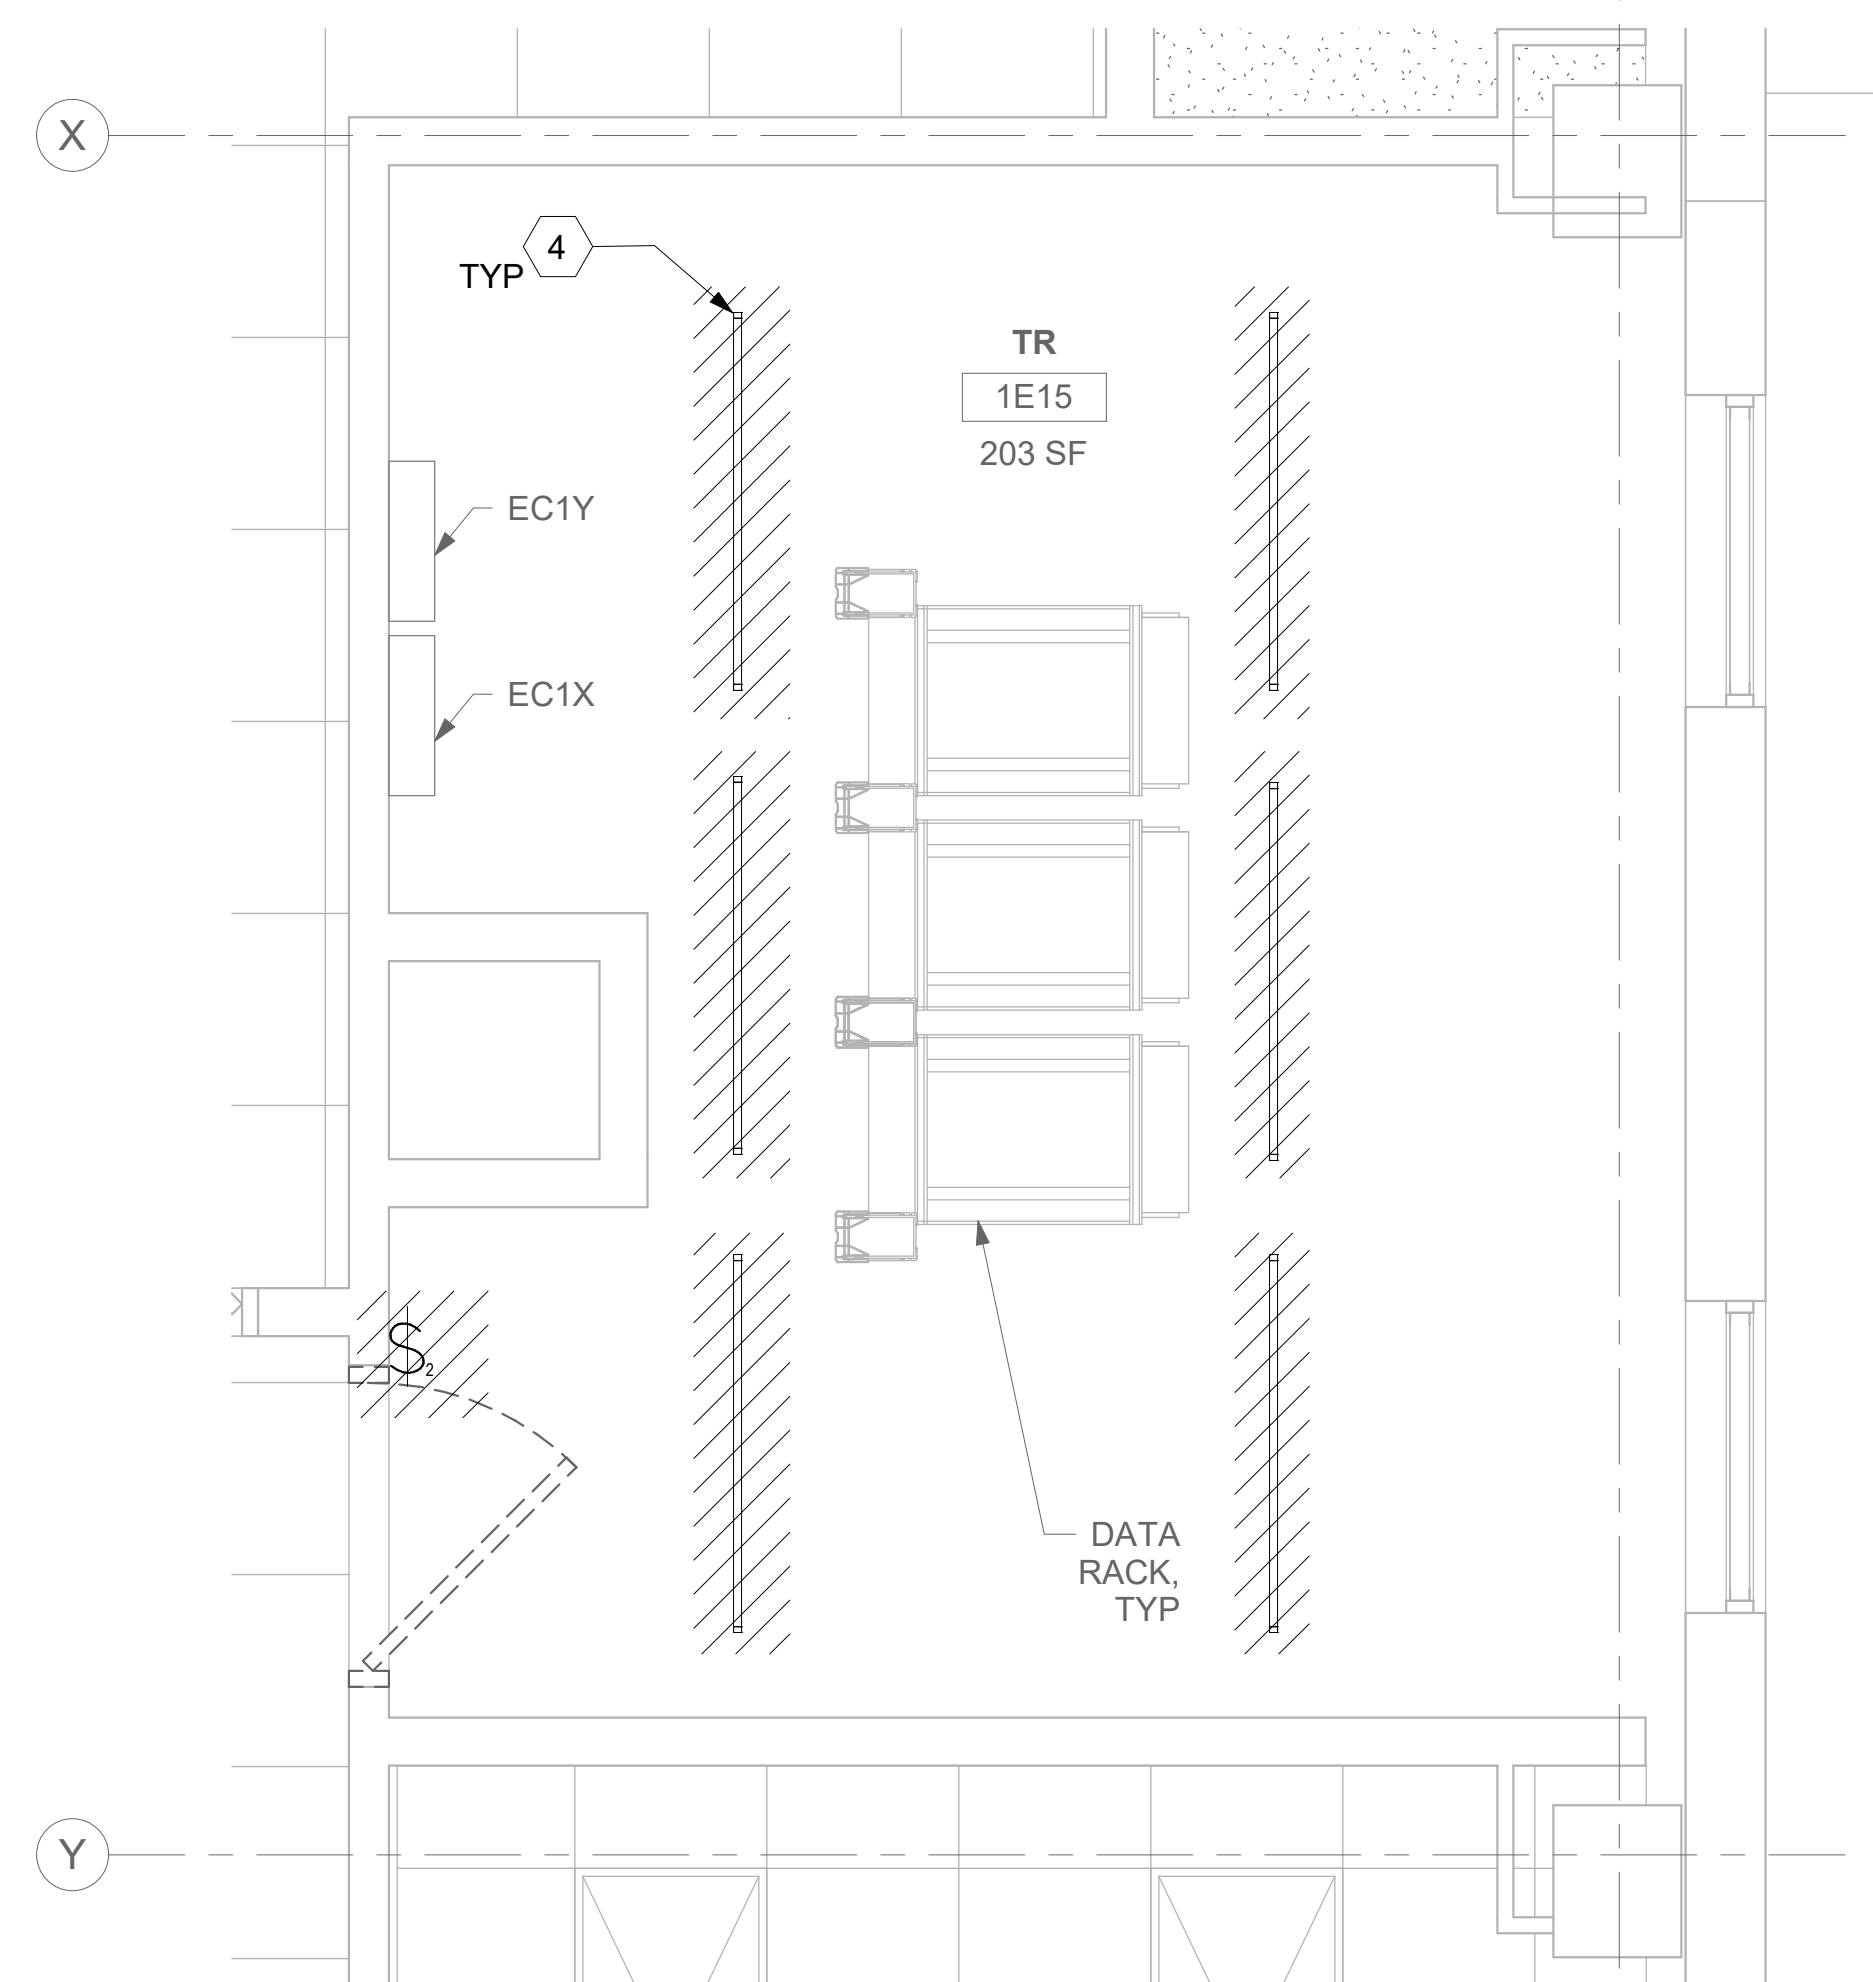 X
4
TYP
TR
1E15
203 SF
EC1Y
EC1X
S2
DATA
RACK,
TYP
Y